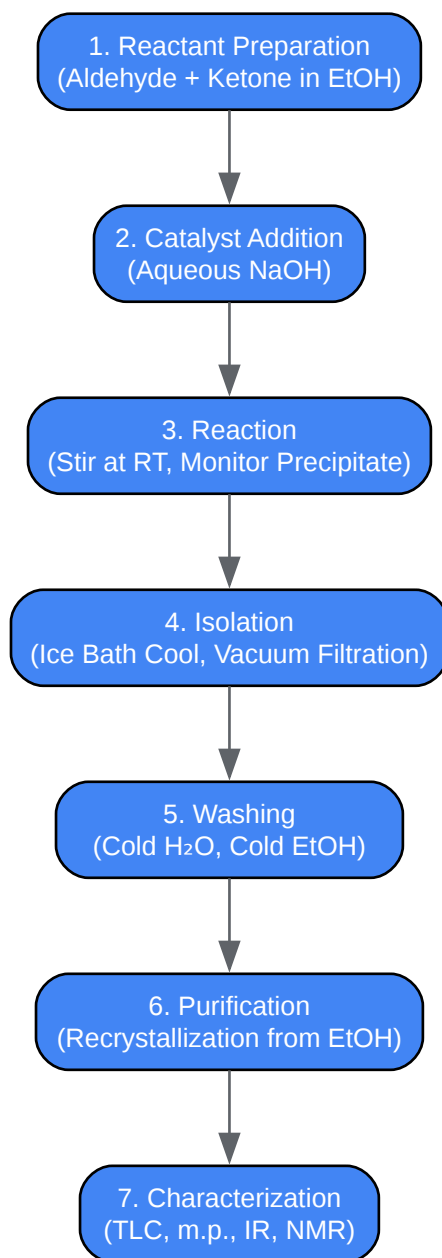 1. Reactant Preparation
(Aldehyde + Ketone in EtOH)
2. Catalyst Addition
(Aqueous NaOH)
3. Reaction
(Stir at RT, Monitor Precipitate)
4. Isolation
(Ice Bath Cool, Vacuum Filtration)
5. Washing
(Cold H₂O, Cold EtOH)
6. Purification
(Recrystallization from EtOH)
7. Characterization
(TLC, m.p., IR, NMR)